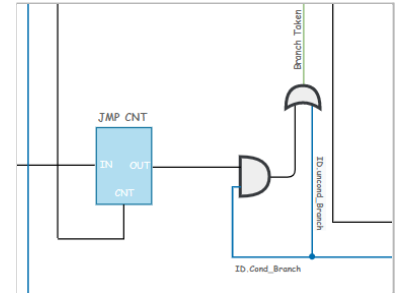 Branch Taken
JMP CNT
IN OUT
CNT
ID.uncond_Branch
ID.Cond_Branch